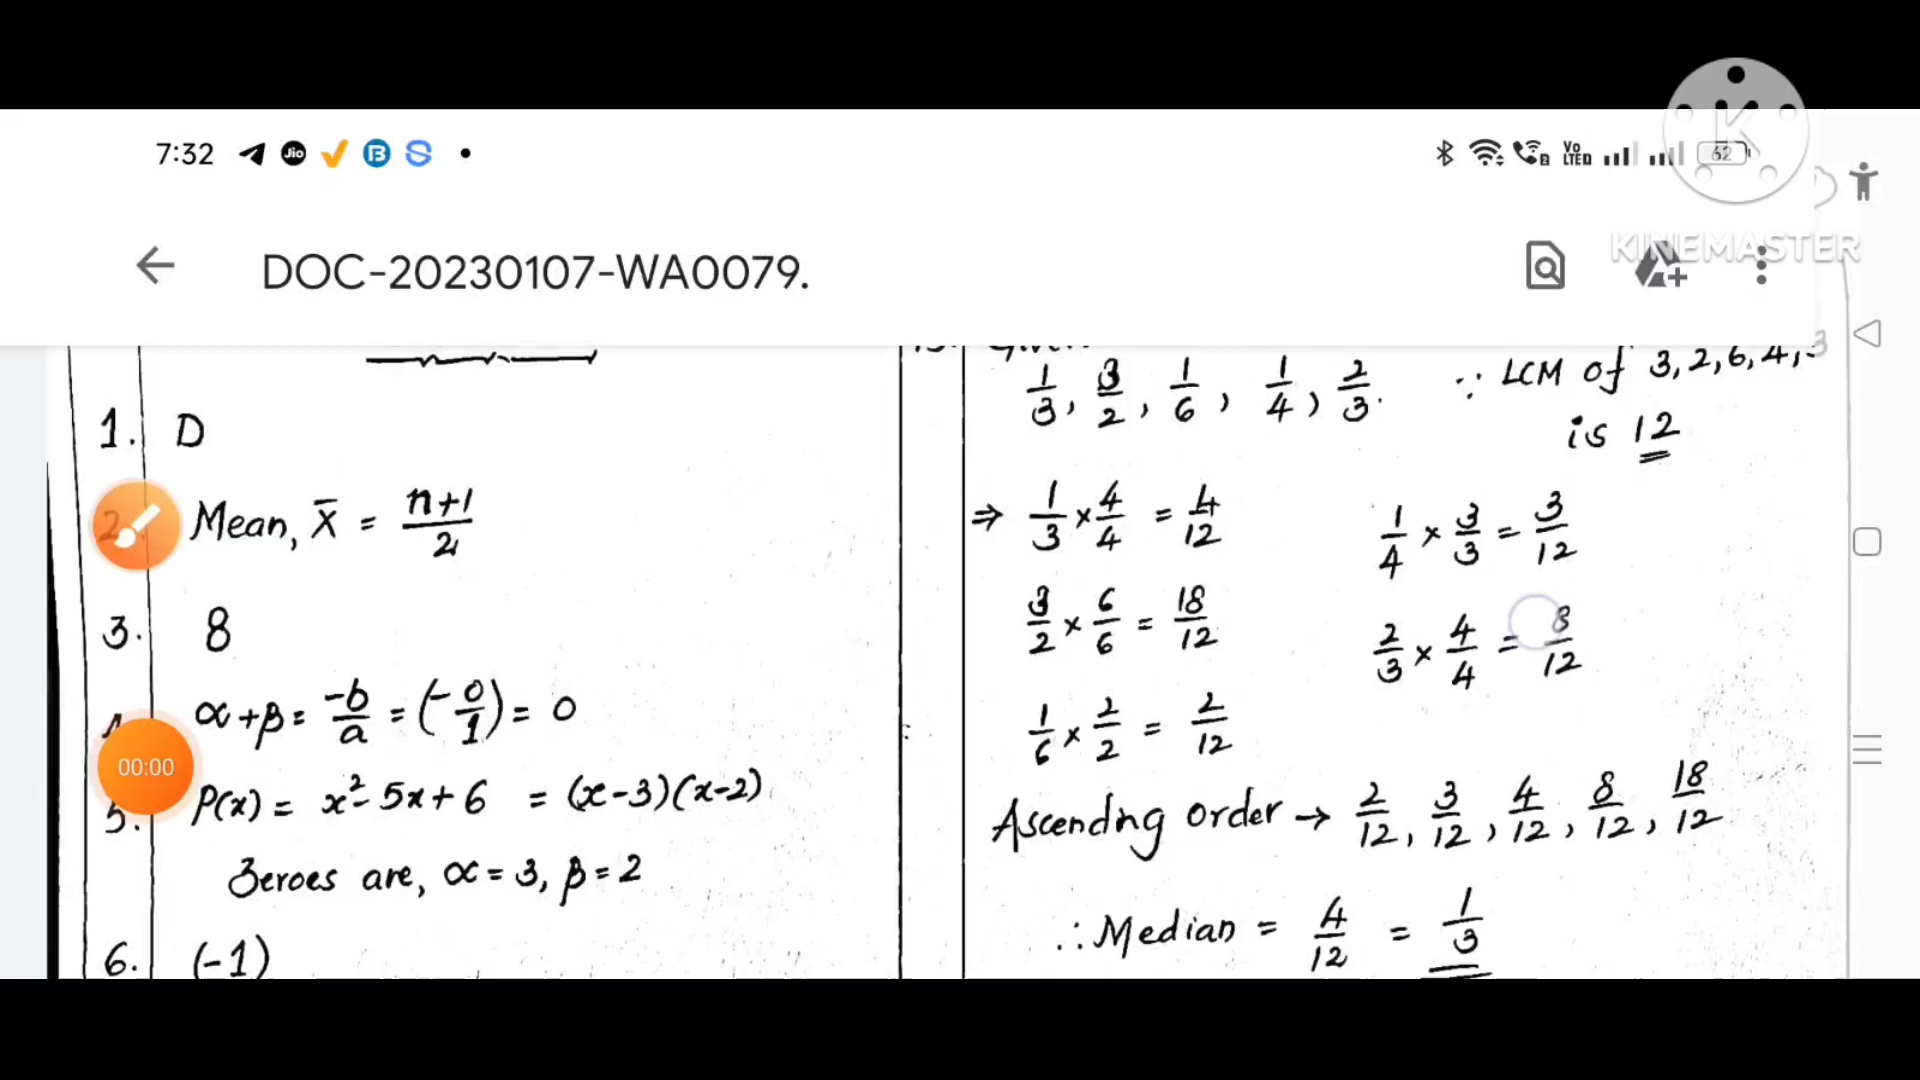 7:32
Jio
B
S
Vo LTE
62
KINEMASTER
DOC-20230107-WA0079.
1. D
2. Mean, x̄ = n+1/2
3. 8
α+β = -b/a = (-0/1) = 0
00:00
5. P(x) = x²-5x+6 = (x-3)(x-2)
Zeroes are, α=3, β=2
6. (-1)
1/3, 3/2, 1/6, 1/4, 2/3. ∵ LCM of 3,2,6,4,3
is 12
⇒ 1/3 × 4/4 = 4/12 1/4 × 3/3 = 3/12
3/2 × 6/6 = 18/12 2/3 × 4/4 = 8/12
1/6 × 2/2 = 2/12
Ascending order → 2/12, 3/12, 4/12, 8/12, 18/12
∴ Median = 4/12 = 1/3